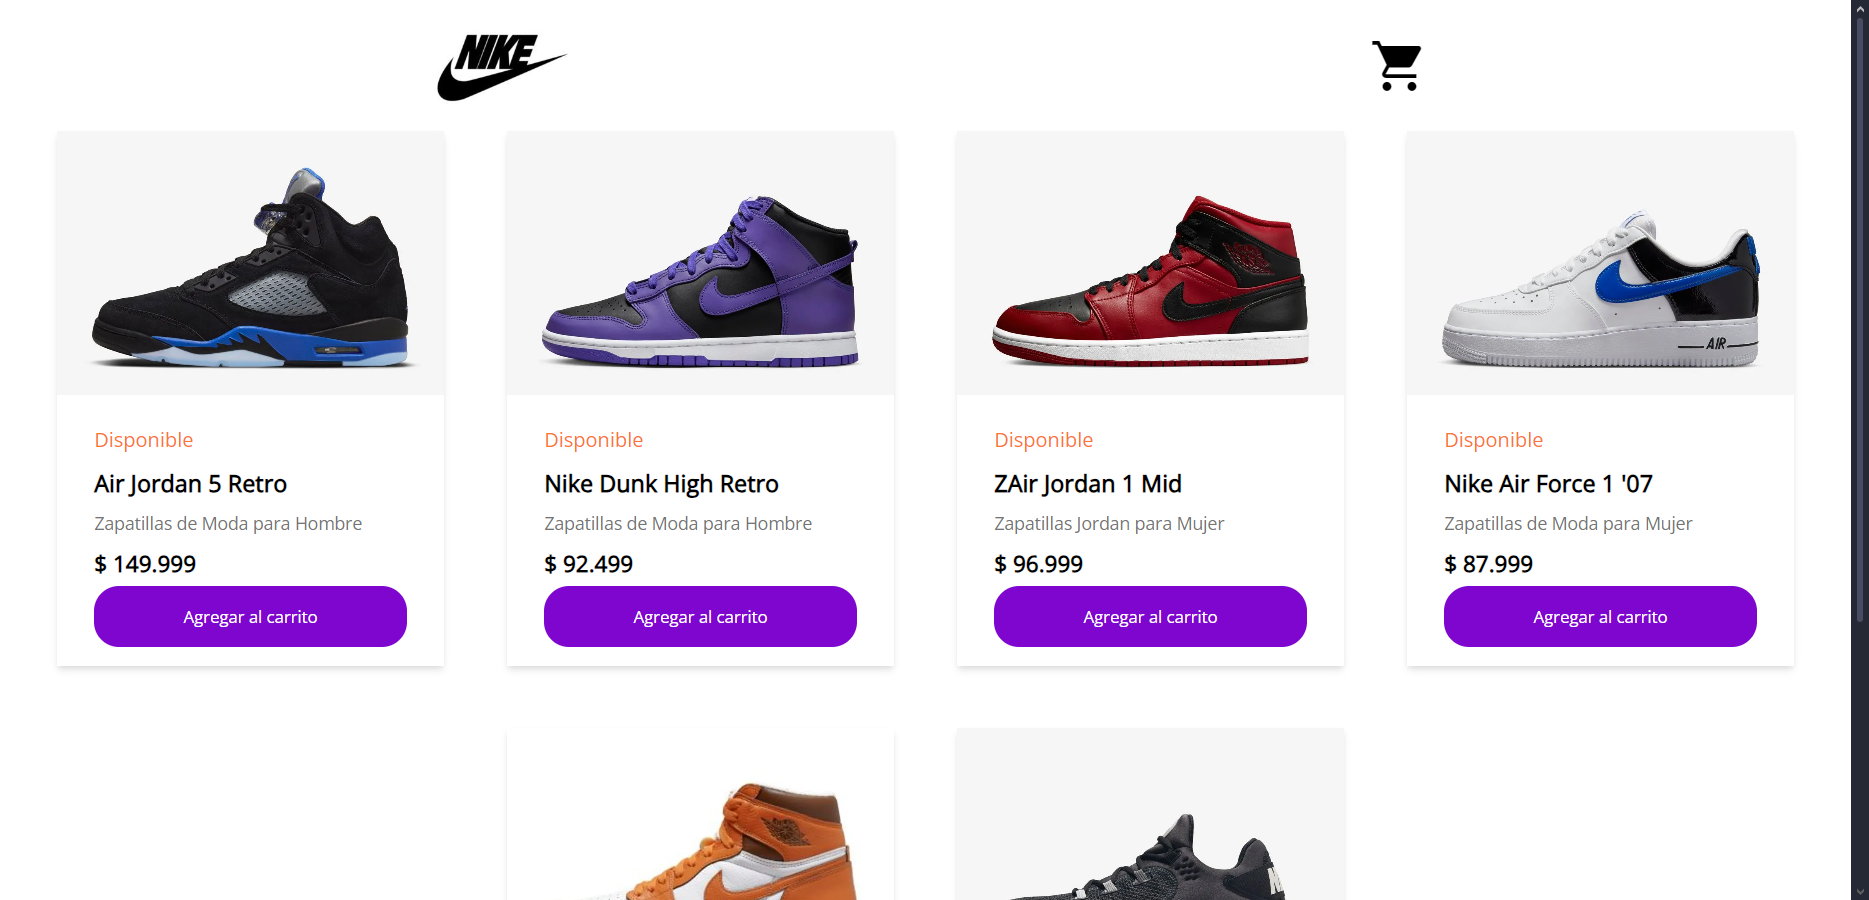 NIKE
Disponible
Air Jordan 5 Retro
Zapatillas de Moda para Hombre
$ 149.999
Agregar al carrito
Disponible
Nike Dunk High Retro
Zapatillas de Moda para Hombre
$ 92.499
Agregar al carrito
Disponible
ZAir Jordan 1 Mid
Zapatillas Jordan para Mujer
$ 96.999
Agregar al carrito
AIR
Disponible
Nike Air Force 1 '07
Zapatillas de Moda para Mujer
$ 87.999
Agregar al carrito